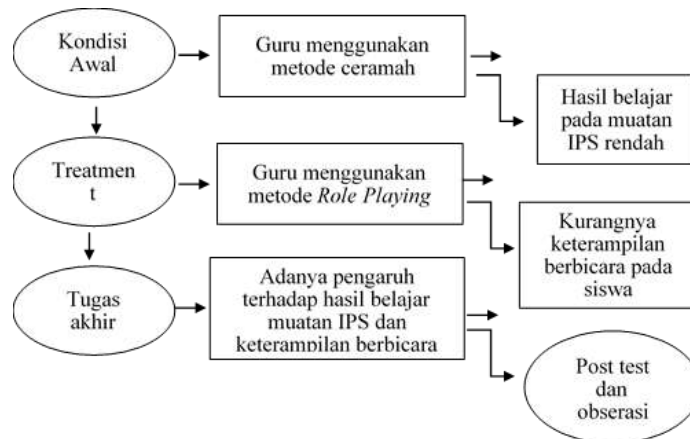 Kondisi
Awal
Guru menggunakan
metode ceramah
Hasil belajar
pada muatan
IPS rendah
Treatmen
t
Guru menggunakan
metode Role Playing
Kurangnya
keterampilan
berbicara pada
siswa
Tugas
akhir
Adanya pengaruh
terhadap hasil belajar
muatan IPS dan
keterampilan berbicara
Post test
dan
obserasi